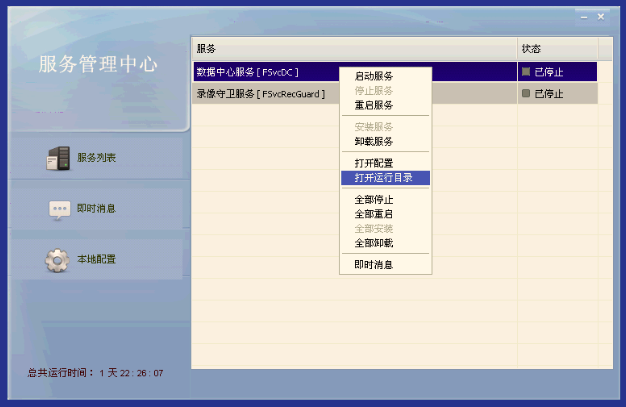 服务管理中心
服务列表
即时消息
本地配置
总共运行时间： 1 天 22 : 26 : 07
服务 状态
数据中心服务 [ FSvcDC ] 已停止
录像守卫服务 [ FSvcRecGuard ] 已停止
启动服务
停止服务
重启服务
安装服务
卸载服务
打开配置
打开运行目录
全部停止
全部重启
全部安装
全部卸载
即时消息